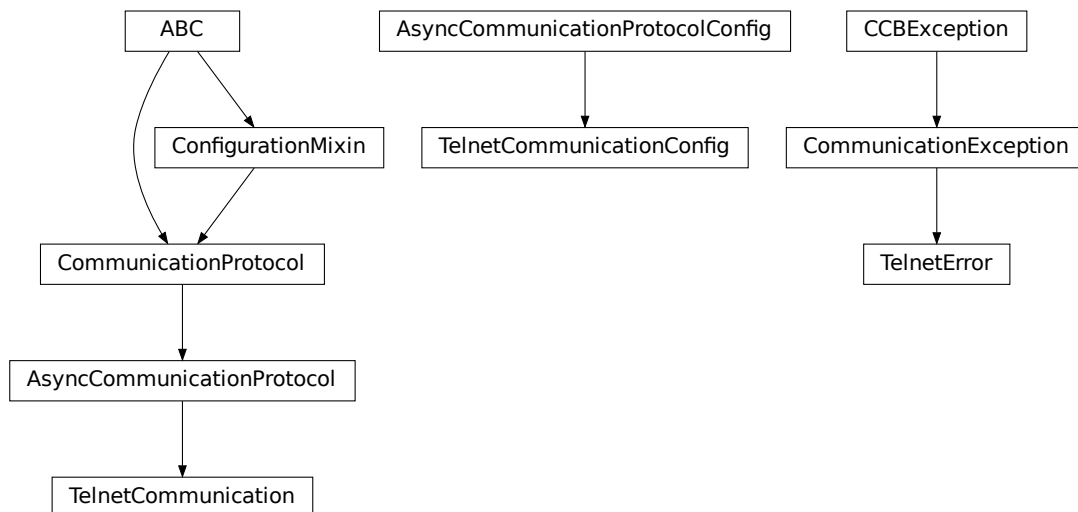 ABC
AsyncCommunicationProtocolConfig
CCBException
ConfigurationMixin
TelnetCommunicationConfig
CommunicationException
CommunicationProtocol
TelnetError
AsyncCommunicationProtocol
TelnetCommunication